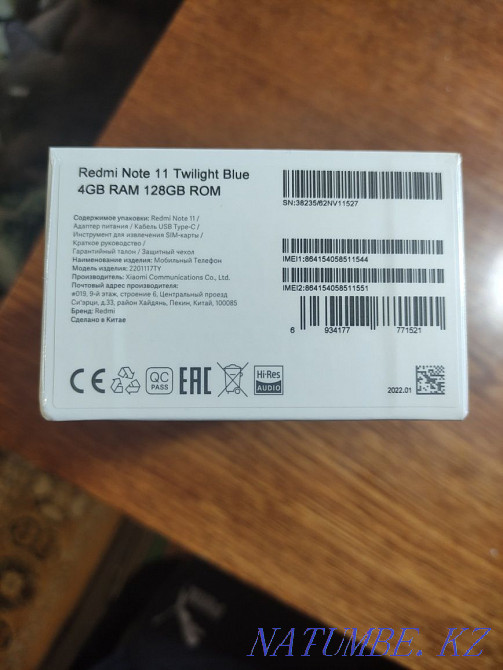 Redmi Note 11 Twilight Blue
4GB RAM 128GB ROM
SN:38235/62NV11527
Содержимое упаковки: Redmi Note 11 /
Адаптер питания / Кабель USB Type-C /
Инструмент для извлечения SIM-карты /
Краткое руководство /
Гарантийный талон / Защитный чехол
Наименование изделия: Мобильный Телефон
Модель изделия: 2201117TY
Производитель: Xiaomi Communications Co., Ltd.
Почтовый адрес производителя:
#019, 9-й этаж, строение 6, Центральный проезд
Сиэрци, д.33, район Хайдянь, Пекин, Китай, 100085
Бренд: Redmi
Сделано в Китае
IMEI1:864154058511544
IMEI2:864154058511551
6 934177 771521
CE
QC
PASS
EAC
Hi-Res
AUDIO
2022.01
NATUMBE.KZ